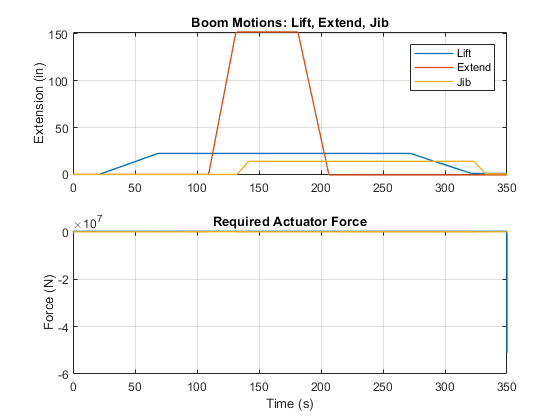 Boom Motions: Lift, Extend, Jib
150
100
50
0
Extension (in)
Lift
Extend
Jib
0 50 100 150 200 250 300 350
×10⁷
Required Actuator Force
0
-2
-4
-6
Force (N)
0 50 100 150 200 250 300 350
Time (s)